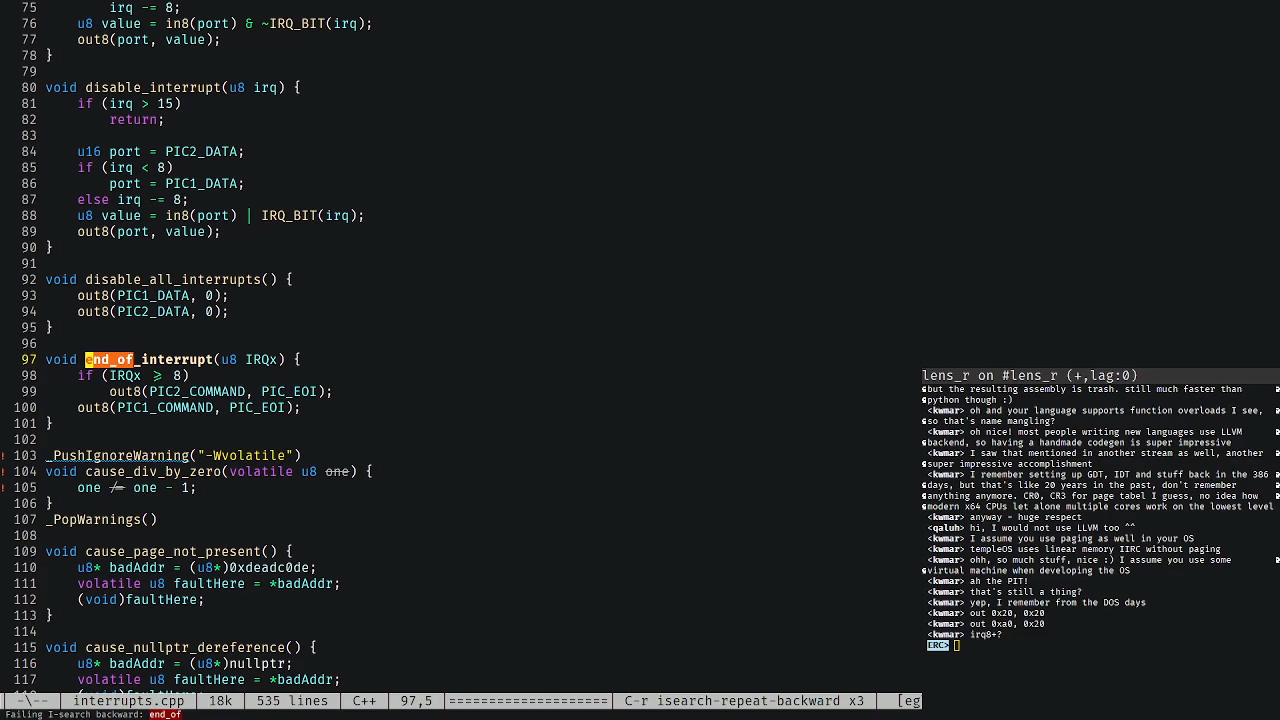 75 irq -= 8;
76 u8 value = in8(port) & ~IRQ_BIT(irq);
77 out8(port, value);
78 }
79
80 void disable_interrupt(u8 irq) {
81 if (irq > 15)
82 return;
83
84 u16 port = PIC2_DATA;
85 if (irq < 8)
86 port = PIC1_DATA;
87 else irq -= 8;
88 u8 value = in8(port) | IRQ_BIT(irq);
89 out8(port, value);
90 }
91
92 void disable_all_interrupts() {
93 out8(PIC1_DATA, 0);
94 out8(PIC2_DATA, 0);
95 }
96
97 void end_of_interrupt(u8 IRQx) {
98 if (IRQx ⩾ 8)
99 out8(PIC2_COMMAND, PIC_EOI);
100 out8(PIC1_COMMAND, PIC_EOI);
101 }
102
! 103 _PushIgnoreWarning("-Wvolatile")
! 104 void cause_div_by_zero(volatile u8 one) {
! 105 one /= one - 1;
106 }
107 _PopWarnings()
108
109 void cause_page_not_present() {
110 u8* badAddr = (u8*)0xdeadc0de;
111 volatile u8 faultHere = *badAddr;
112 (void)faultHere;
113 }
114
115 void cause_nullptr_dereference() {
116 u8* badAddr = (u8*)nullptr;
117 volatile u8 faultHere = *badAddr;
-\-- interrupts.cpp 18k 535 lines C++ 97,5 ==================== C-r isearch-repeat-backward x3 [eg
Failing I-search backward: end_of
lens_r on #lens_r (+,lag:0)
but the resulting assembly is trash. still much faster than
python though :)
<kwmar> oh and your language supports function overloads I see,
so that's name mangling?
<kwmar> oh nice! most people writing new languages use LLVM
backend, so having a handmade codegen is super impressive
<kwmar> I saw that mentioned in another stream as well, another
super impressive accomplishment
<kwmar> I remember setting up GDT, IDT and stuff back in the 386
days, but that's like 20 years in the past, don't remember
anything anymore. CR0, CR3 for page tabel I guess, no idea how
modern x64 CPUs let alone multiple cores work on the lowest level
<kwmar> anyway - huge respect
<qaluh> hi, I would not use LLVM too ^^
<kwmar> I assume you use paging as well in your OS
<kwmar> templeOS uses linear memory IIRC without paging
<kwmar> ohh, so much stuff, nice :) I assume you use some
virtual machine when developing the OS
<kwmar> ah the PIT!
<kwmar> that's still a thing?
<kwmar> yep, I remember from the DOS days
<kwmar> out 0x20, 0x20
<kwmar> out 0xa0, 0x20
<kwmar> irq8+?
ERC>